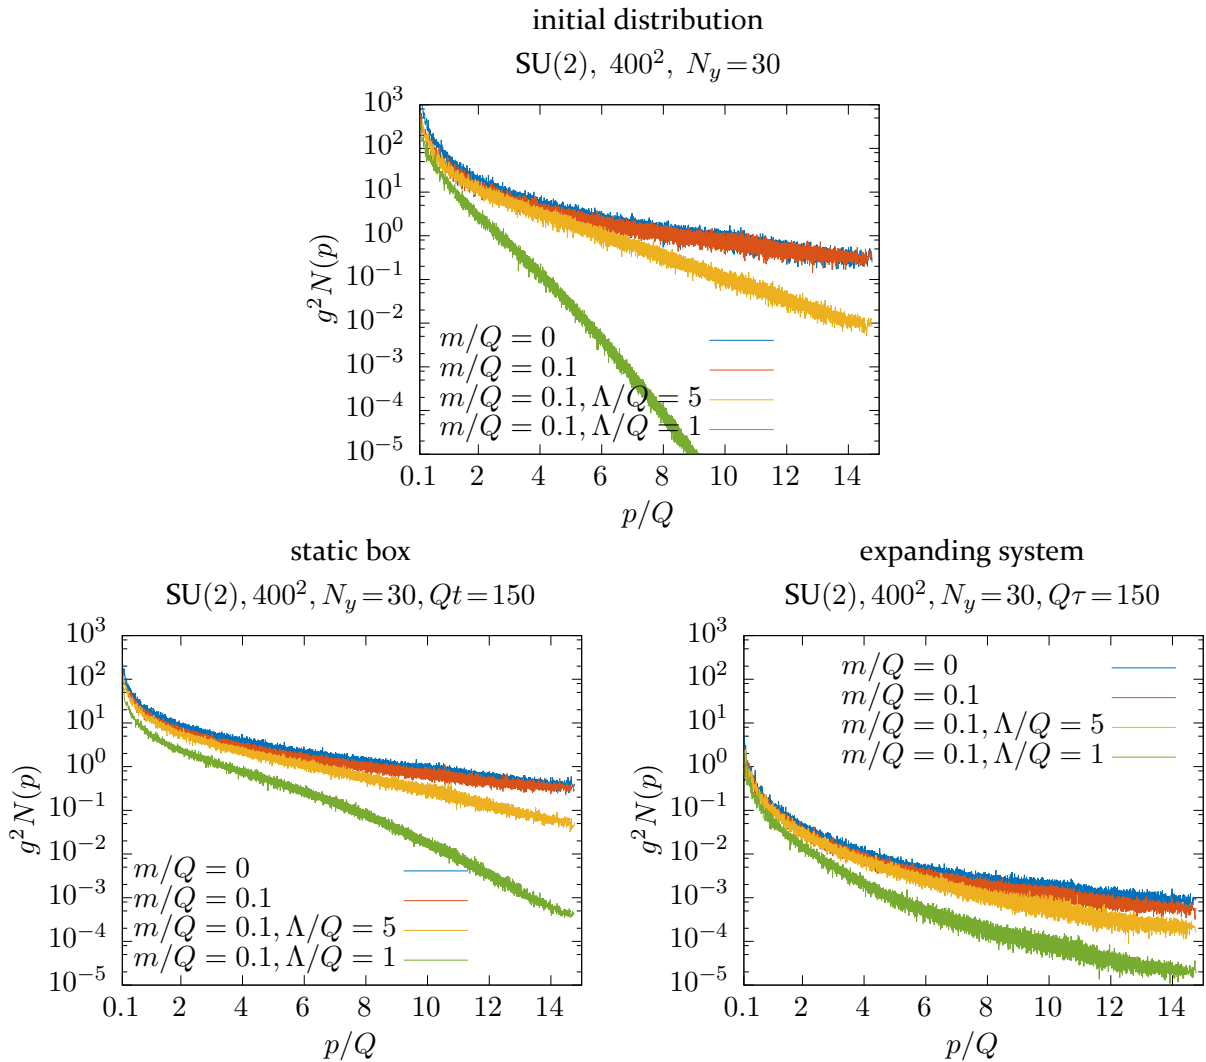 initial distribution
SU(2), 400², N_y=30
10³
10²
10¹
10⁰
10⁻¹
10⁻²
10⁻³
10⁻⁴
10⁻⁵
g²N(p)
m/Q = 0
m/Q = 0.1
m/Q = 0.1, Λ/Q = 5
m/Q = 0.1, Λ/Q = 1
0.1 2 4 6 8 10 12 14
p/Q
static box
SU(2), 400², N_y=30, Qt=150
10³
10²
10¹
10⁰
10⁻¹
10⁻²
10⁻³
10⁻⁴
10⁻⁵
g²N(p)
m/Q = 0
m/Q = 0.1
m/Q = 0.1, Λ/Q = 5
m/Q = 0.1, Λ/Q = 1
0.1 2 4 6 8 10 12 14
p/Q
expanding system
SU(2), 400², N_y=30, Qτ=150
10³
10²
10¹
10⁰
10⁻¹
10⁻²
10⁻³
10⁻⁴
10⁻⁵
g²N(p)
m/Q = 0
m/Q = 0.1
m/Q = 0.1, Λ/Q = 5
m/Q = 0.1, Λ/Q = 1
0.1 2 4 6 8 10 12 14
p/Q